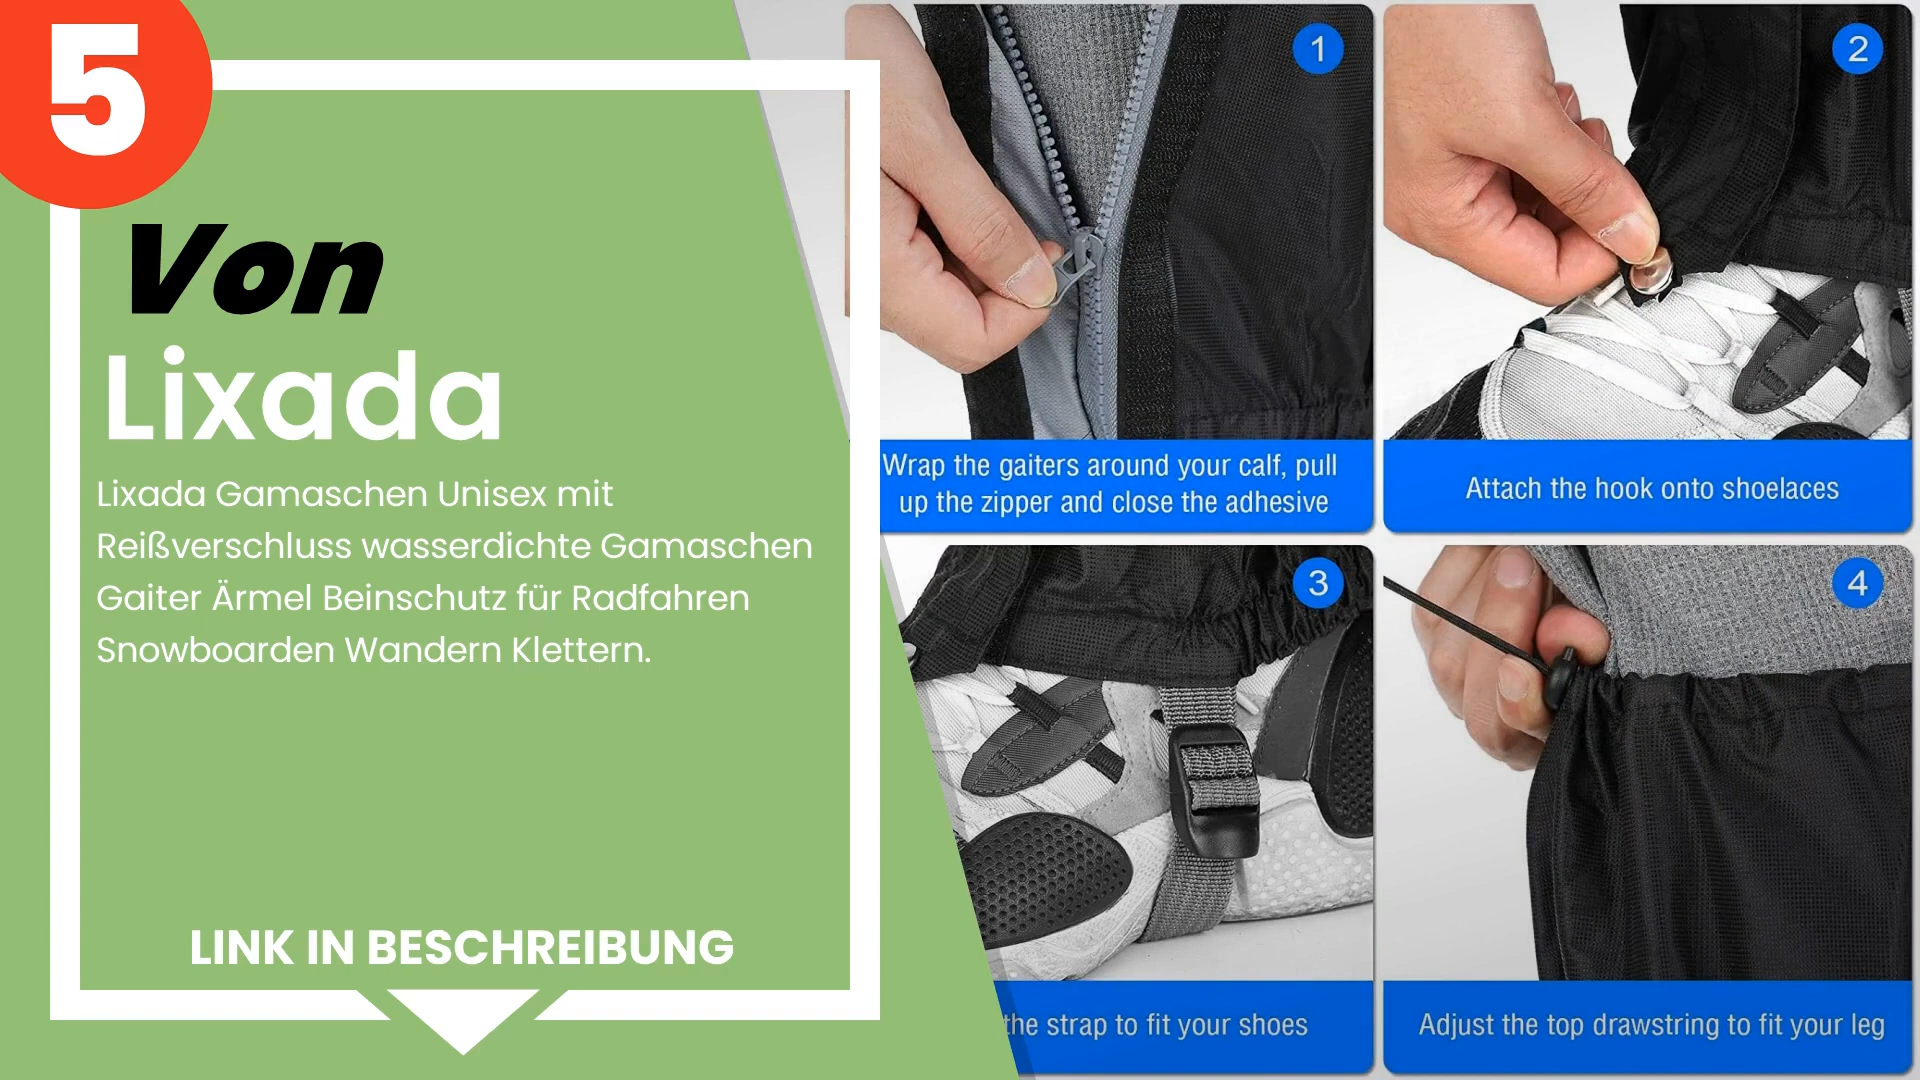 5
Von
Lixada
Lixada Gamaschen Unisex mit
Reißverschluss wasserdichte Gamaschen
Gaiter Ärmel Beinschutz für Radfahren
Snowboarden Wandern Klettern.
LINK IN BESCHREIBUNG
1
Wrap the gaiters around your calf, pull
up the zipper and close the adhesive
2
Attach the hook onto shoelaces
3
the strap to fit your shoes
4
Adjust the top drawstring to fit your leg